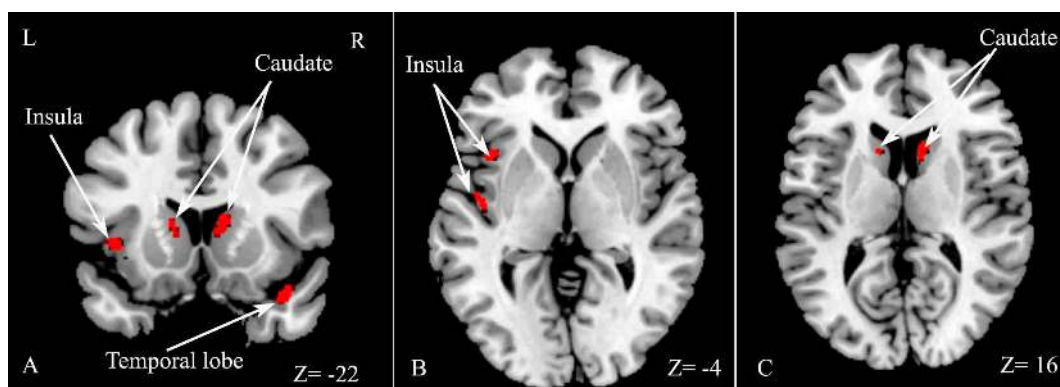 L
R
Caudate
Insula
Temporal lobe
A
Z= -22
Insula
B
Z= -4
Caudate
C
Z= 16